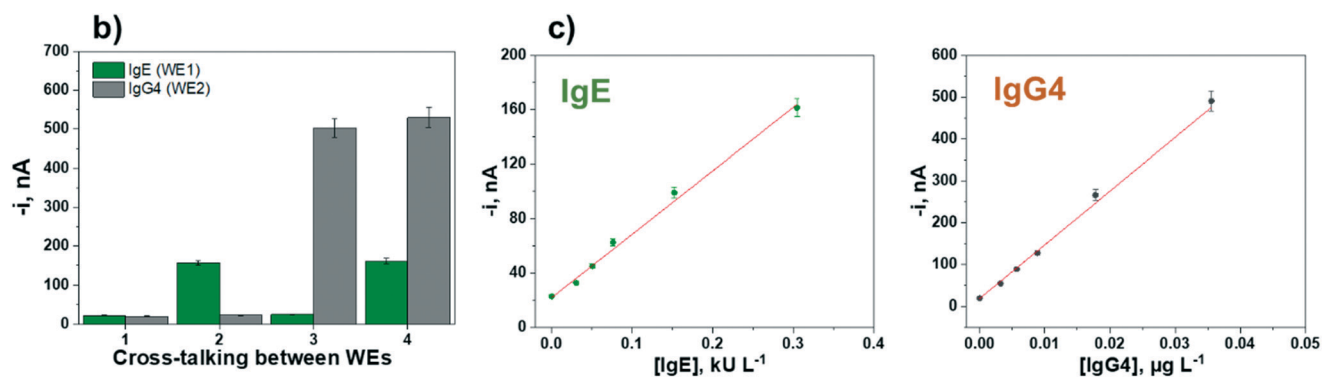 b)
700
600
500
400
300
200
100
0
-i, nA
IgE (WE1)
IgG4 (WE2)
1 2 3 4
Cross-talking between WEs
c)
200
160
120
80
40
0
-i, nA
IgE
0.0 0.1 0.2 0.3 0.4
[IgE], kU L⁻¹
600
500
400
300
200
100
0
-i, nA
IgG4
0.00 0.01 0.02 0.03 0.04 0.05
[IgG4], µg L⁻¹